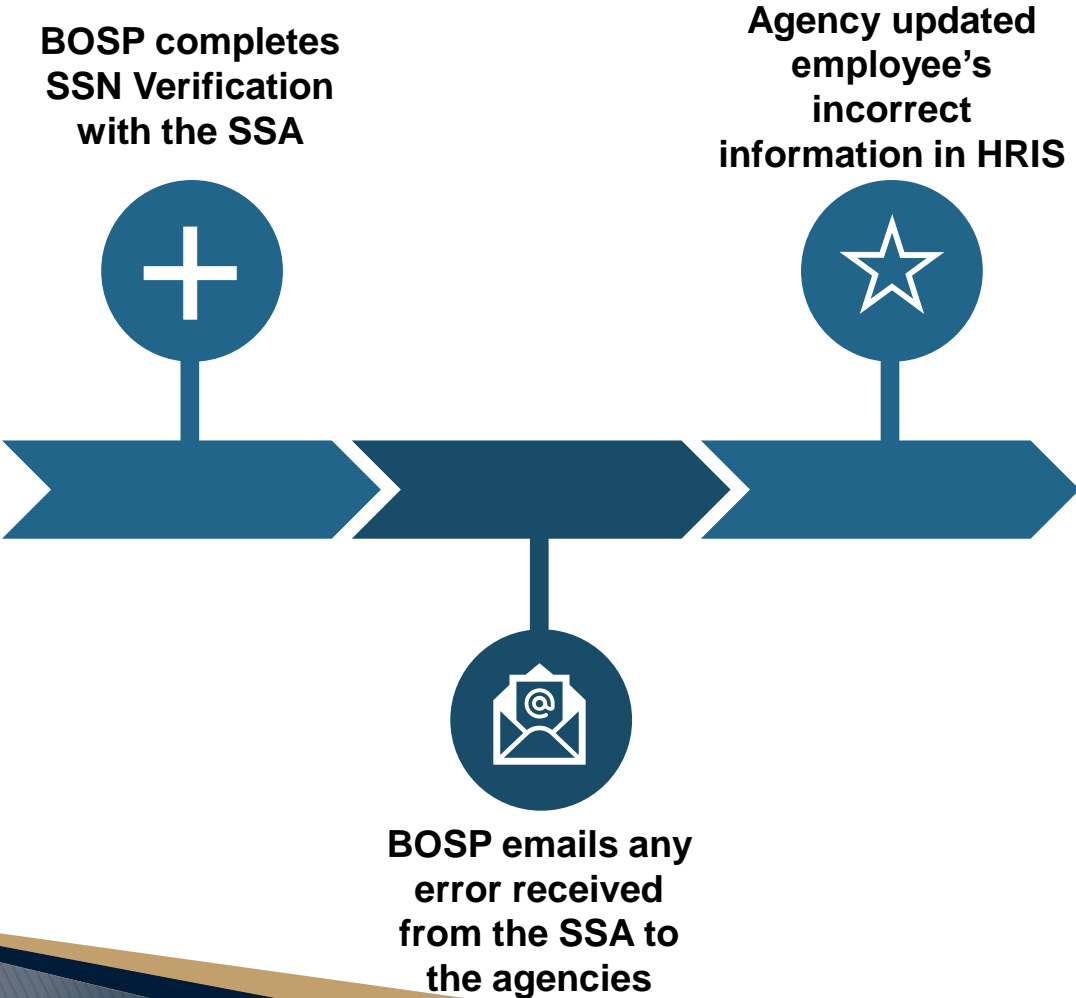 BOSP completes
SSN Verification
with the SSA
Agency updated
employee’s
incorrect
information in HRIS
@
BOSP emails any
error received
from the SSA to
the agencies